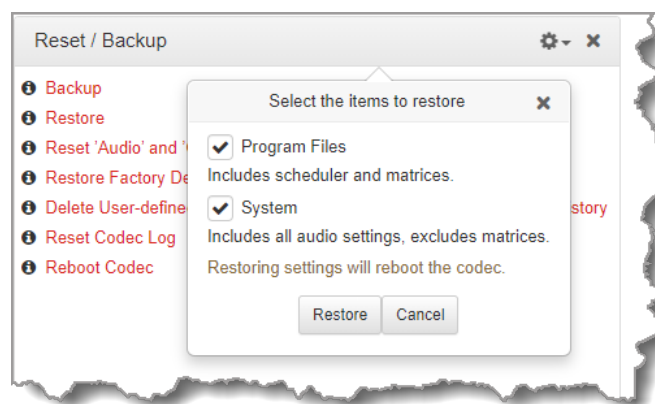 Reset / Backup
Backup
Restore
Reset 'Audio' and '
Restore Factory De
Delete User-define
story
Reset Codec Log
Reboot Codec
Select the items to restore
Program Files
Includes scheduler and matrices.
System
Includes all audio settings, excludes matrices.
Restoring settings will reboot the codec.
Restore
Cancel